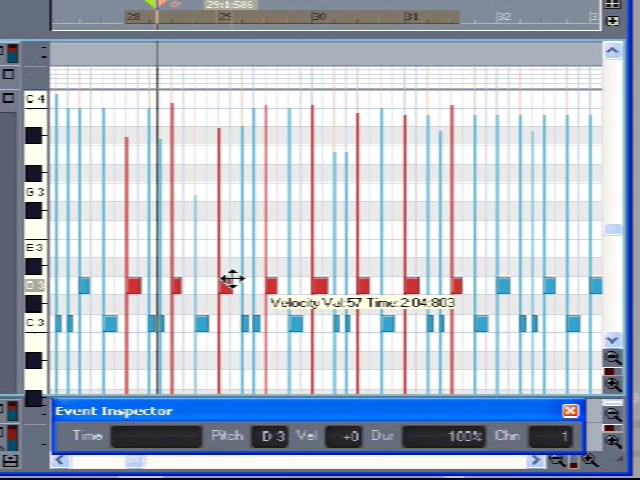 29:1:586
28 29 30 31 32
C 4
G 3
E 3
D 3
Velocity Val:57 Time:2:04:803
C 3
Event Inspector
Time Pitch D 3 Vel +0 Dur 100% Chn 1